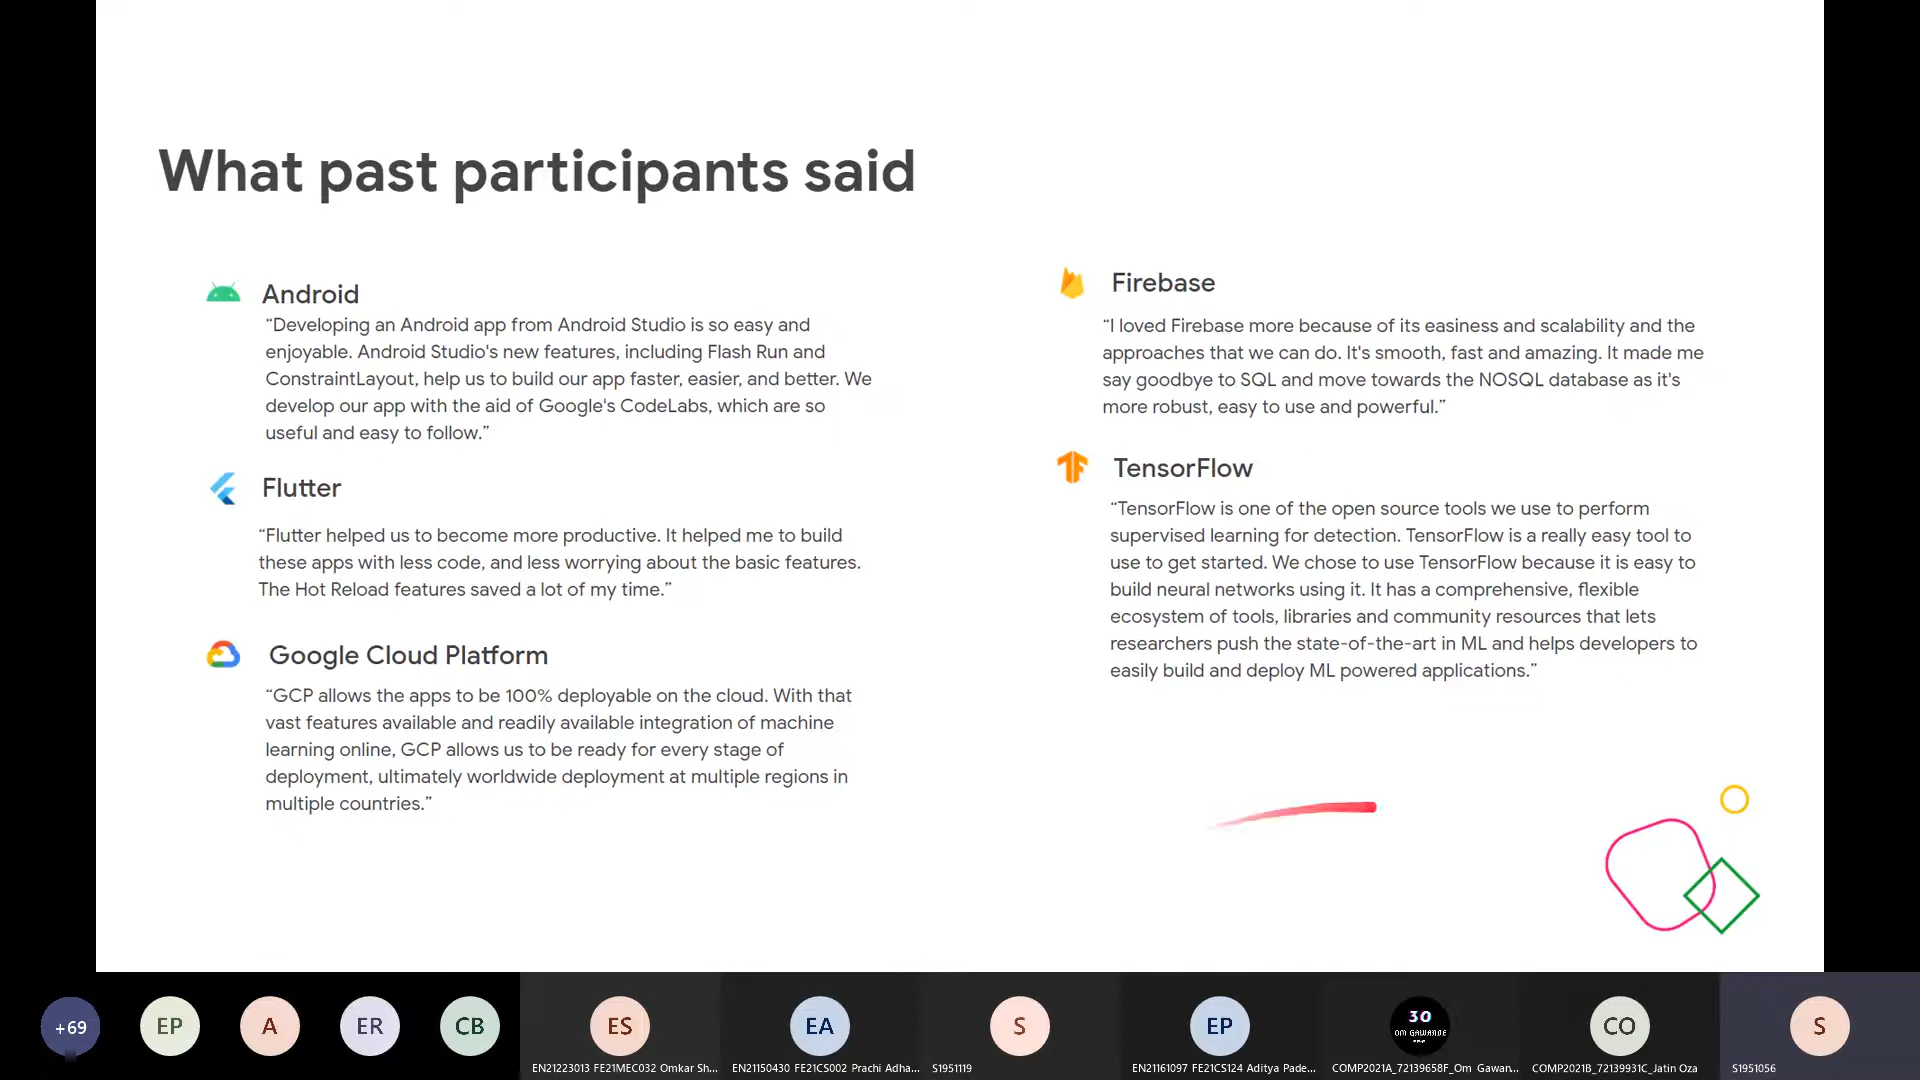 What past participants said
Android
“Developing an Android app from Android Studio is so easy and
enjoyable. Android Studio's new features, including Flash Run and
ConstraintLayout, help us to build our app faster, easier, and better. We
develop our app with the aid of Google's CodeLabs, which are so
useful and easy to follow.”
Flutter
“Flutter helped us to become more productive. It helped me to build
these apps with less code, and less worrying about the basic features.
The Hot Reload features saved a lot of my time.”
Google Cloud Platform
“GCP allows the apps to be 100% deployable on the cloud. With that
vast features available and readily available integration of machine
learning online, GCP allows us to be ready for every stage of
deployment, ultimately worldwide deployment at multiple regions in
multiple countries.”
Firebase
“I loved Firebase more because of its easiness and scalability and the
approaches that we can do. It's smooth, fast and amazing. It made me
say goodbye to SQL and move towards the NOSQL database as it's
more robust, easy to use and powerful.”
TensorFlow
“TensorFlow is one of the open source tools we use to perform
supervised learning for detection. TensorFlow is a really easy tool to
use to get started. We chose to use TensorFlow because it is easy to
build neural networks using it. It has a comprehensive, flexible
ecosystem of tools, libraries and community resources that lets
researchers push the state-of-the-art in ML and helps developers to
easily build and deploy ML powered applications.”
+69
EP
A
ER
CB
ES
EN21223013 FE21MEC032 Omkar Sh...
EA
EN21150430 FE21CS002 Prachi Adha...
S
S1951119
EP
EN21161097 FE21CS124 Aditya Pade...
30
OM GAWANDE
COMP2021A_72139658F_Om Gawan...
CO
COMP2021B_72139931C_Jatin Oza
S
S1951056